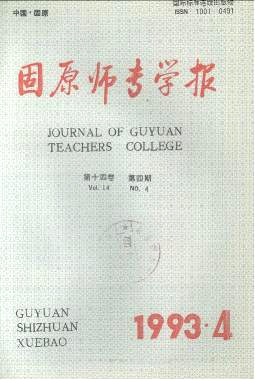 中国·固原
国际标准连续出版物
ISSN 1001-0491
固原师专学报
JOURNAL OF GUYUAN
TEACHERS COLLEGE
第十四卷 第四期
Vol. 14 NO. 4
GUYUAN
SHIZHUAN
XUEBAO
1993·4